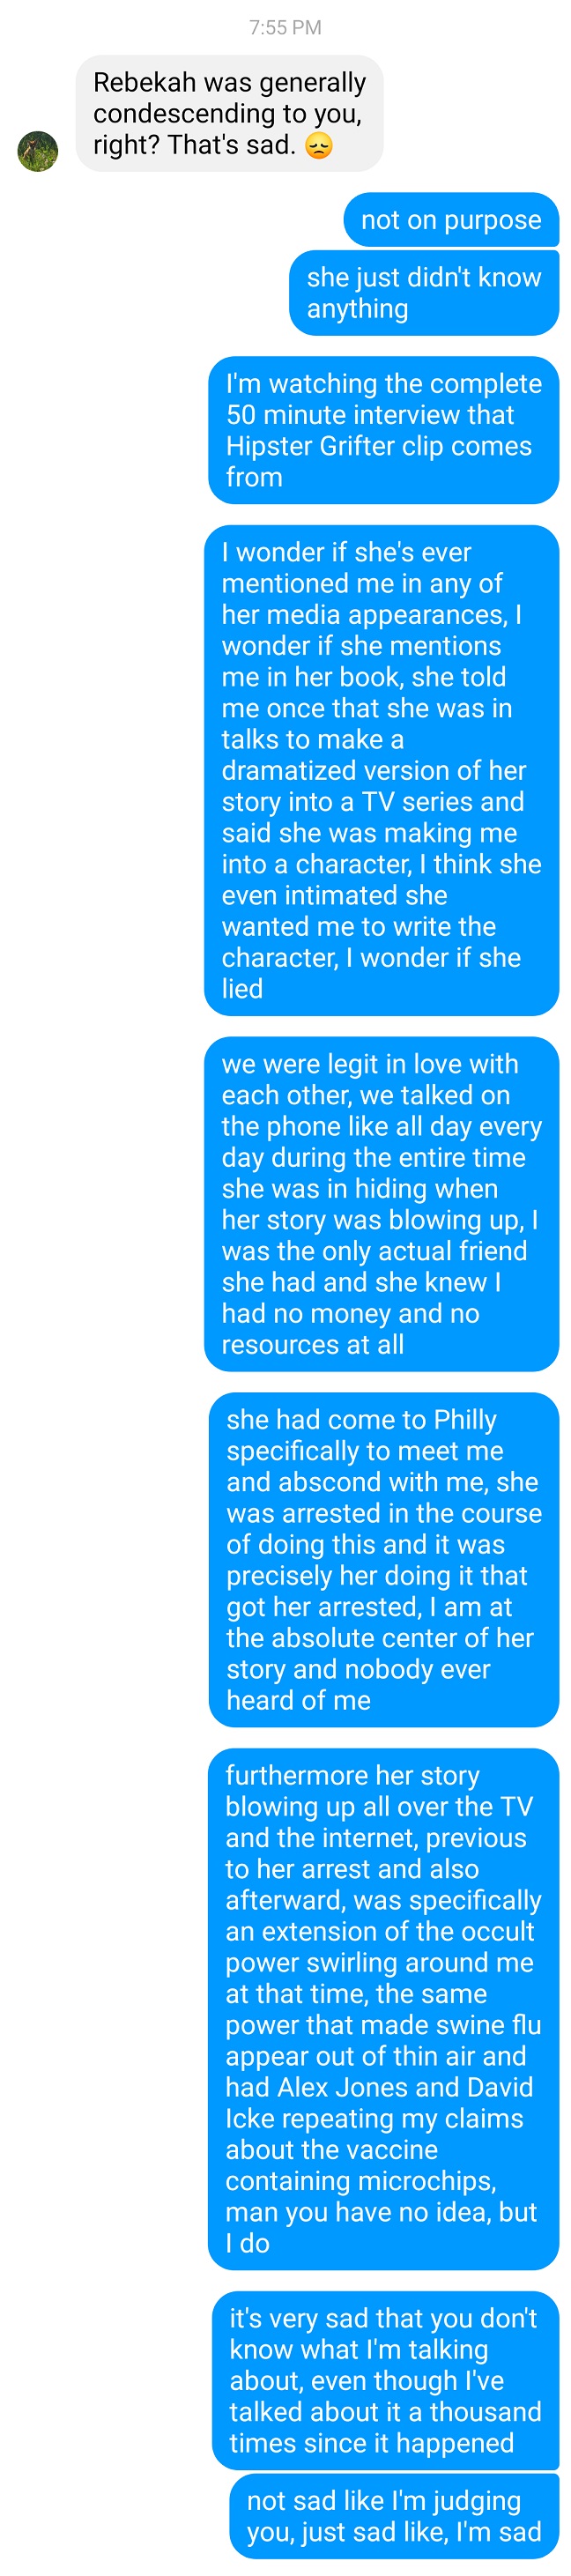 7:55 PM
Rebekah was generally
condescending to you,
right? That's sad. 😞
not on purpose
she just didn't know
anything
I'm watching the complete
50 minute interview that
Hipster Grifter clip comes
from
I wonder if she's ever
mentioned me in any of
her media appearances, I
wonder if she mentions
me in her book, she told
me once that she was in
talks to make a
dramatized version of her
story into a TV series and
said she was making me
into a character, I think she
even intimated she
wanted me to write the
character, I wonder if she
lied
we were legit in love with
each other, we talked on
the phone like all day every
day during the entire time
she was in hiding when
her story was blowing up, I
was the only actual friend
she had and she knew I
had no money and no
resources at all
she had come to Philly
specifically to meet me
and abscond with me, she
was arrested in the course
of doing this and it was
precisely her doing it that
got her arrested, I am at
the absolute center of her
story and nobody ever
heard of me
furthermore her story
blowing up all over the TV
and the internet, previous
to her arrest and also
afterward, was specifically
an extension of the occult
power swirling around me
at that time, the same
power that made swine flu
appear out of thin air and
had Alex Jones and David
Icke repeating my claims
about the vaccine
containing microchips,
man you have no idea, but
I do
it's very sad that you don't
know what I'm talking
about, even though I've
talked about it a thousand
times since it happened
not sad like I'm judging
you, just sad like, I'm sad